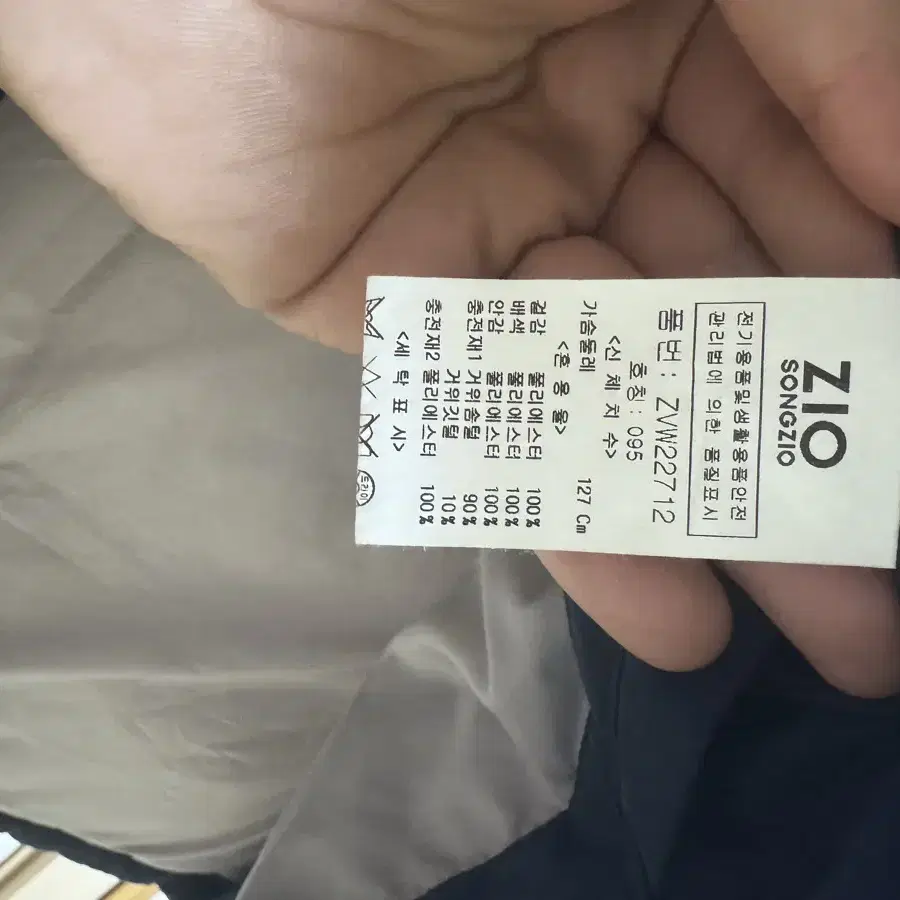 ZIO
SONGZIO
전기용품및생활용품안전
관리법에 의한 품질표시
품번: ZVW22712
호칭: 095
<신 체 치 수>
가슴둘레 127 Cm
<혼 용 율>
겉감 폴리에스터 100%
배색 폴리에스터 100%
안감 폴리에스터 100%
충전재1 거위솜털 90%
거위깃털 10%
충전재2 폴리에스터 100%
<세 탁 표 시>
드라이